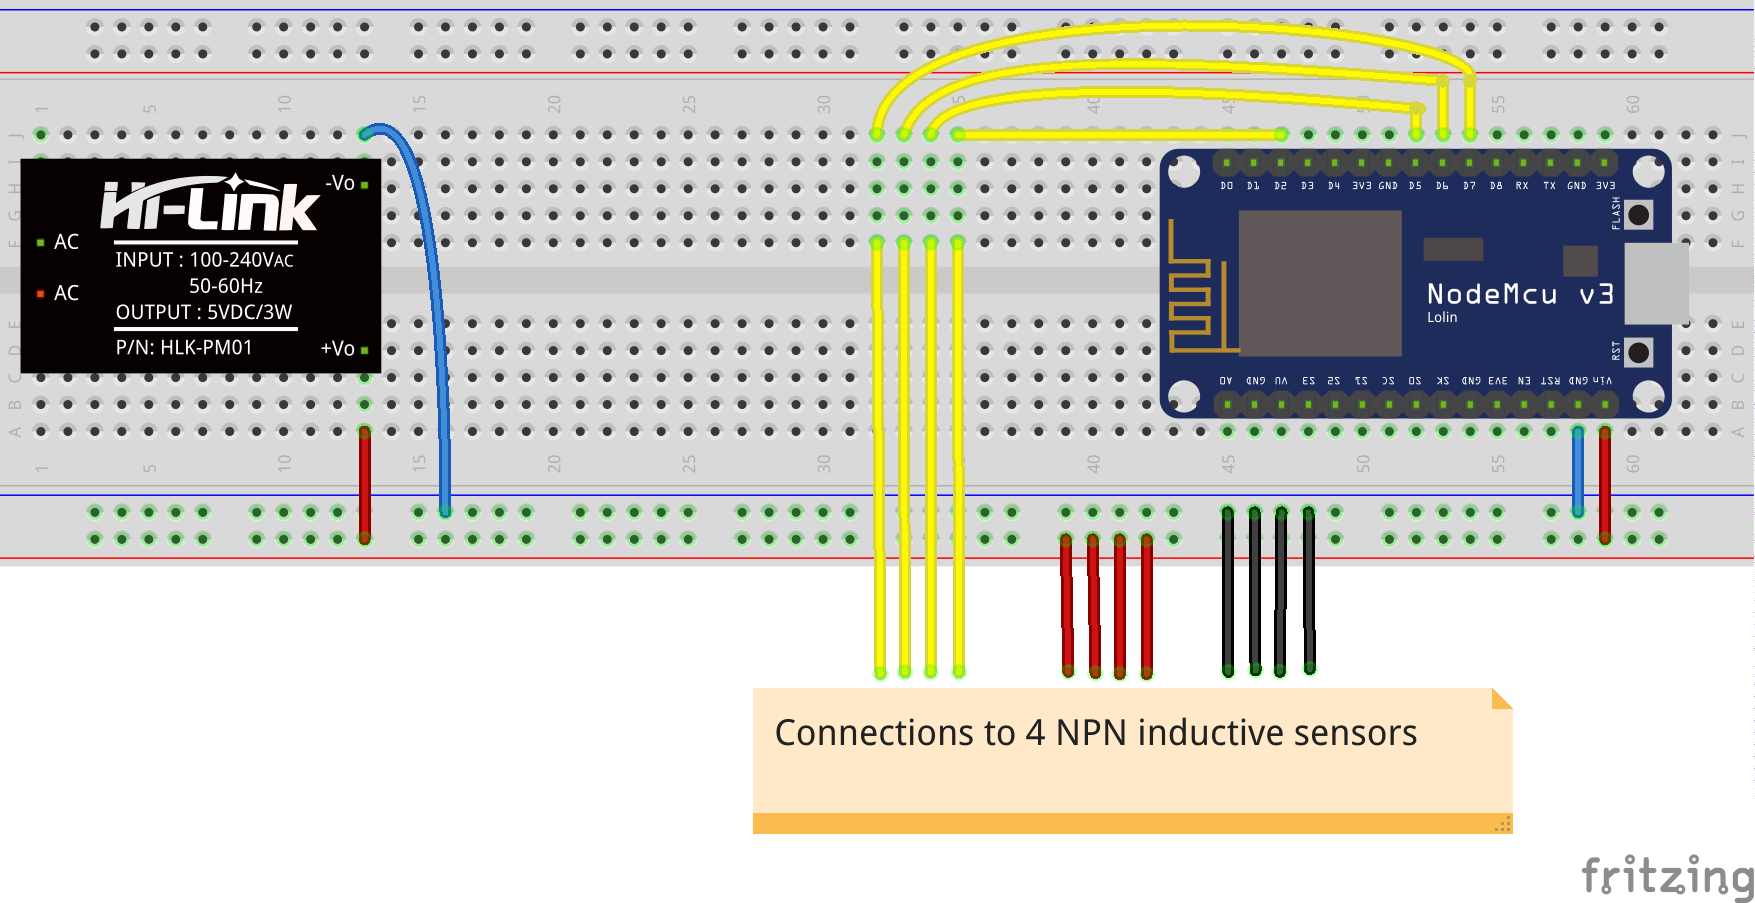 1 5 10 15 20 25 30 40 45 50 55 60
J J
I I
H H
G G
F F
E E
D D
C C
B B
A A
Hi-Link
-Vo
AC
INPUT : 100-240VAC
50-60Hz
AC
OUTPUT : 5VDC/3W
P/N: HLK-PM01
+Vo
D0 D1 D2 D3 D4 3V3 GND D5 D6 D7 D8 RX TX GND 3V3
FLASH
NodeMcu v3
Lolin
RST
A0 GND VU S3 S2 S1 SC S0 SK GND 3V3 EN RST GND Vin
1 5 10 15 20 25 30 40 45 50 55 60
Connections to 4 NPN inductive sensors
fritzing